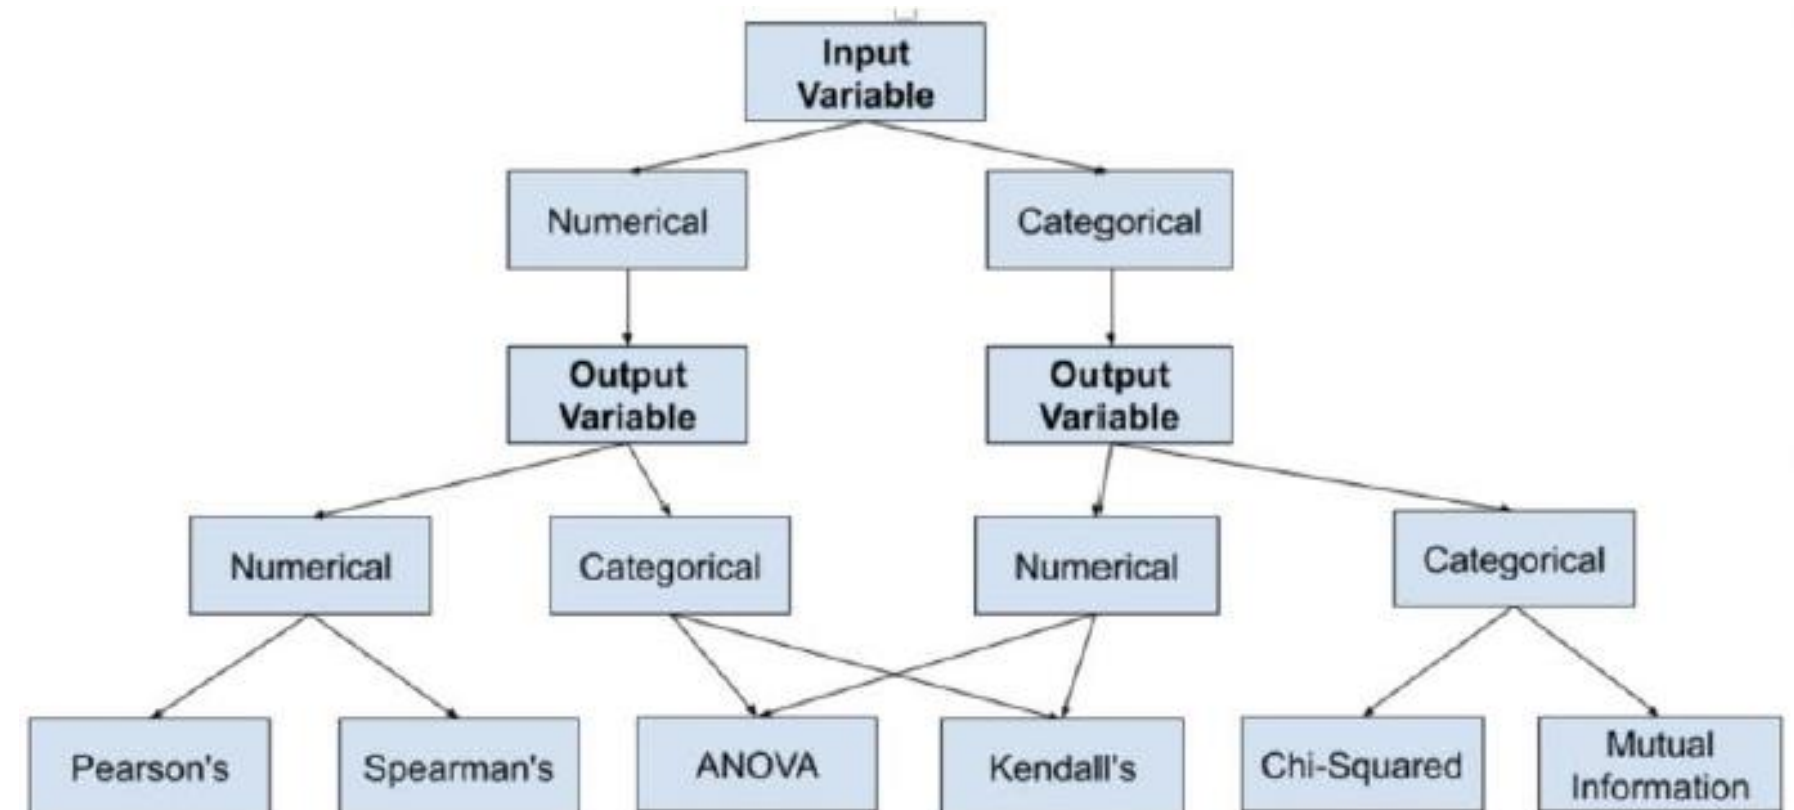 Input
Variable
Numerical
Categorical
Output
Variable
Output
Variable
Numerical
Categorical
Numerical
Categorical
Pearson's
Spearman's
ANOVA
Kendall's
Chi-Squared
Mutual
Information